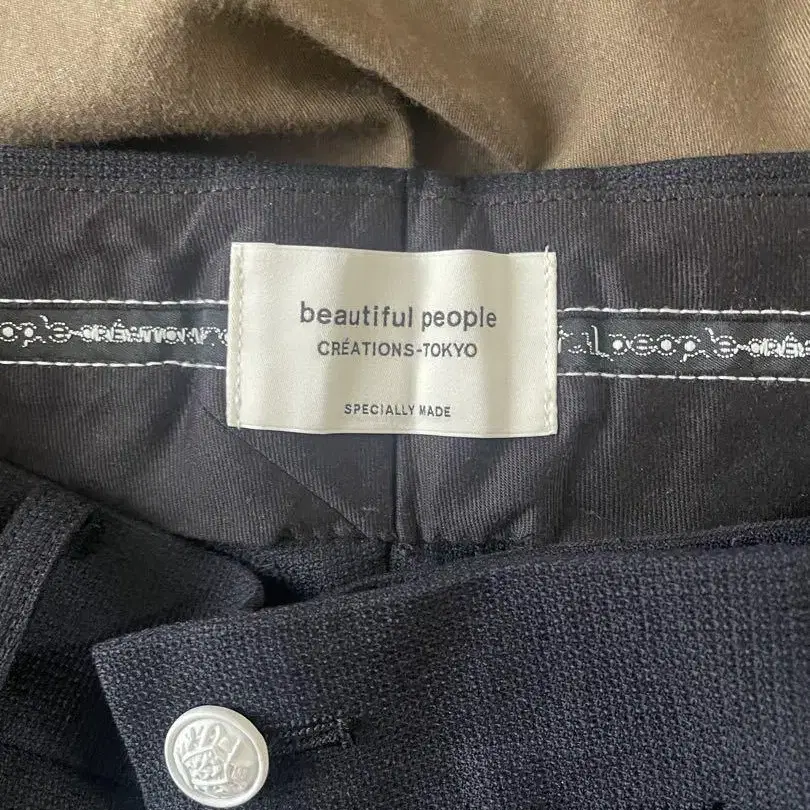 beautiful people
CRÉATIONS-TOKYO
SPECIALLY MADE